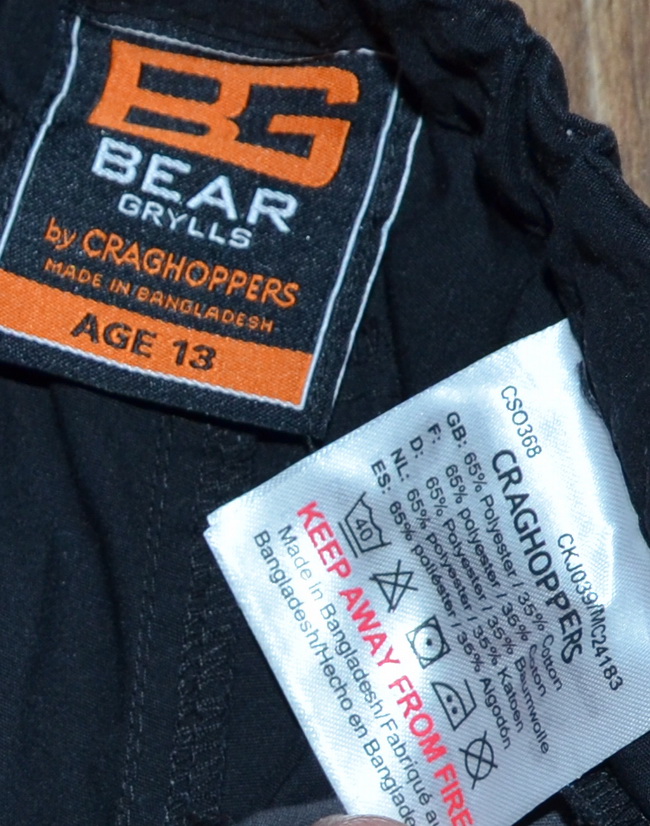 BG
BEAR
GRYLLS
by CRAGHOPPERS
MADE IN BANGLADESH
AGE 13
CSO368
CKJ039/MC24183
CRAGHOPPERS
GB: 65% Polyester / 35% Cotton
F: 65% polyester / 35% Coton
D: 65% Polyester / 35% Baumwolle
NL: 65% polyester / 35% Katoen
ES: 65% poliéster / 35% Algodón
40
KEEP AWAY FROM FIRE
Made in Bangladesh/Fabriqué au
Bangladesh/Hecho en Banglade